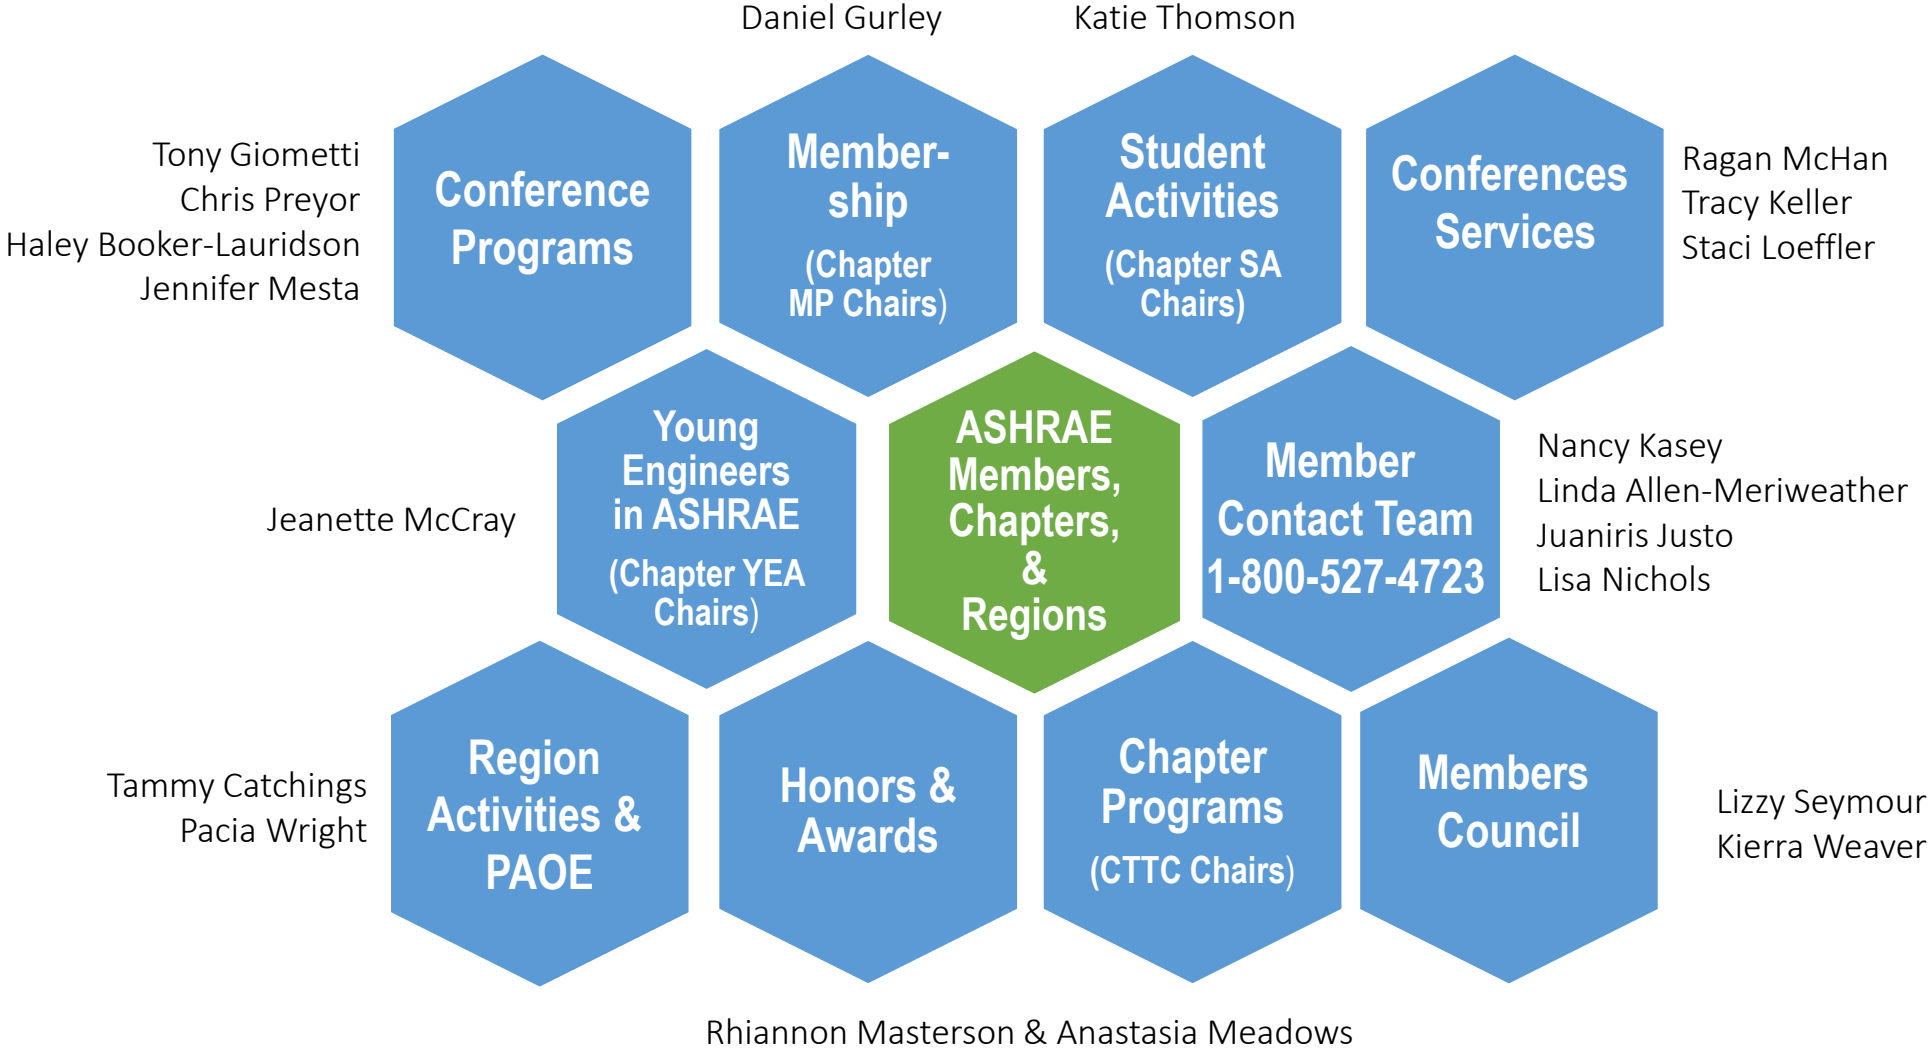 Daniel Gurley
Katie Thomson
Tony Giometti
Chris Preyor
Haley Booker-Lauridson
Jennifer Mesta
Conference
Programs
Member-
ship
(Chapter
MP Chairs)
Student
Activities
(Chapter SA
Chairs)
Conferences
Services
Ragan McHan
Tracy Keller
Staci Loeffler
Jeanette McCray
Young
Engineers
in ASHRAE
(Chapter YEA
Chairs)
ASHRAE
Members,
Chapters,
&
Regions
Member
Contact Team
1-800-527-4723
Nancy Kasey
Linda Allen-Meriweather
Juaniris Justo
Lisa Nichols
Tammy Catchings
Pacia Wright
Region
Activities &
PAOE
Honors &
Awards
Chapter
Programs
(CTTC Chairs)
Members
Council
Lizzy Seymour
Kierra Weaver
Rhiannon Masterson & Anastasia Meadows